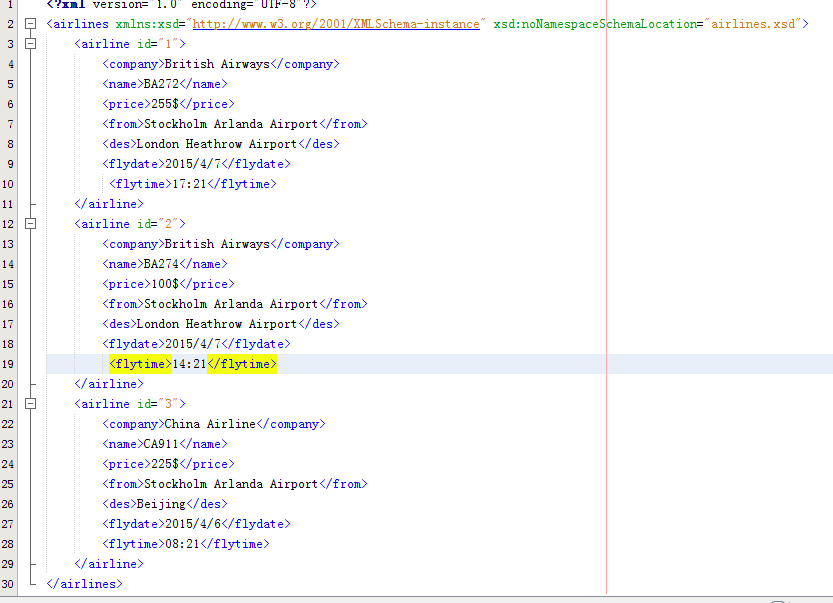 1 <?xml version="1.0" encoding="UTF-8"?>
2 <airlines xmlns:xsd="http://www.w3.org/2001/XMLSchema-instance" xsd:noNamespaceSchemaLocation="airlines.xsd">
3 <airline id="1">
4 <company>British Airways</company>
5 <name>BA272</name>
6 <price>255$</price>
7 <from>Stockholm Arlanda Airport</from>
8 <des>London Heathrow Airport</des>
9 <flydate>2015/4/7</flydate>
10 <flytime>17:21</flytime>
11 </airline>
12 <airline id="2">
13 <company>British Airways</company>
14 <name>BA274</name>
15 <price>100$</price>
16 <from>Stockholm Arlanda Airport</from>
17 <des>London Heathrow Airport</des>
18 <flydate>2015/4/7</flydate>
19 <flytime>14:21</flytime>
20 </airline>
21 <airline id="3">
22 <company>China Airline</company>
23 <name>CA911</name>
24 <price>225$</price>
25 <from>Stockholm Arlanda Airport</from>
26 <des>Beijing</des>
27 <flydate>2015/4/6</flydate>
28 <flytime>08:21</flytime>
29 </airline>
30 </airlines>